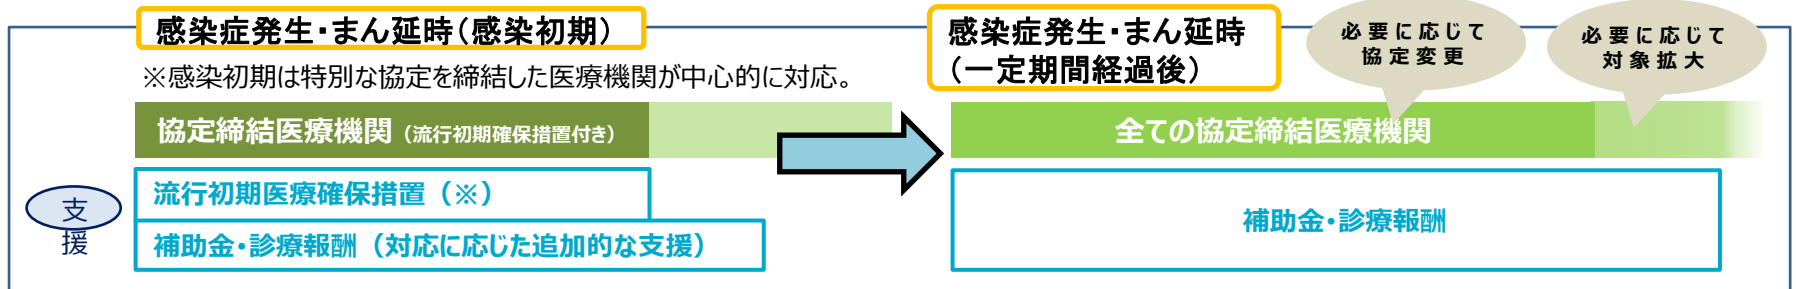 感染症発生・まん延時(感染初期)
※感染初期は特別な協定を締結した医療機関が中心的に対応。
協定締結医療機関（流行初期確保措置付き）
支援
流行初期医療確保措置（※）
補助金・診療報酬（対応に応じた追加的な支援）
感染症発生・まん延時
（一定期間経過後）
必要に応じて
協定変更
必要に応じて
対象拡大
全ての協定締結医療機関
補助金・診療報酬